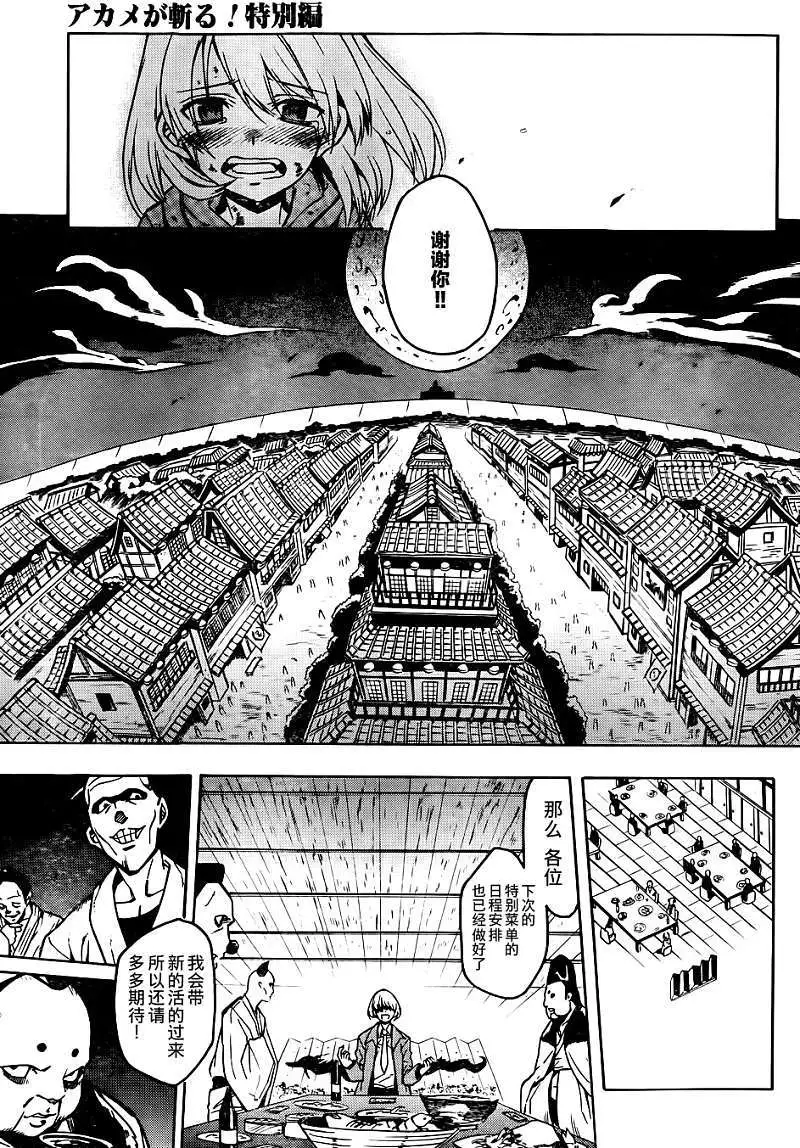 アカメが斬る！特別編
谢谢你!!
那么 各位
下次的
特别菜单的
日程安排
也已经做好了
我会带
新的活的过来
所以还请
多多期待！